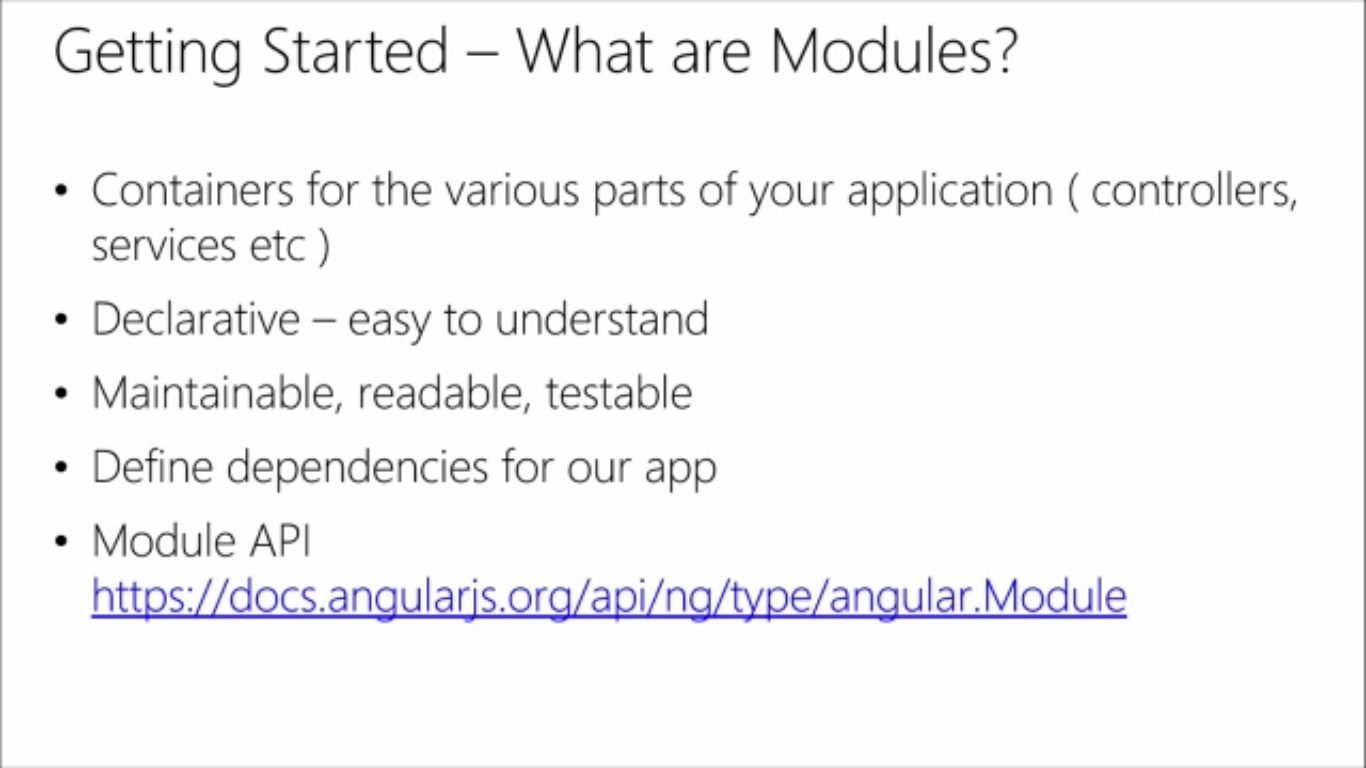 Getting Started – What are Modules?
• Containers for the various parts of your application ( controllers,
services etc )
• Declarative – easy to understand
• Maintainable, readable, testable
• Define dependencies for our app
• Module API
https://docs.angularjs.org/api/ng/type/angular.Module